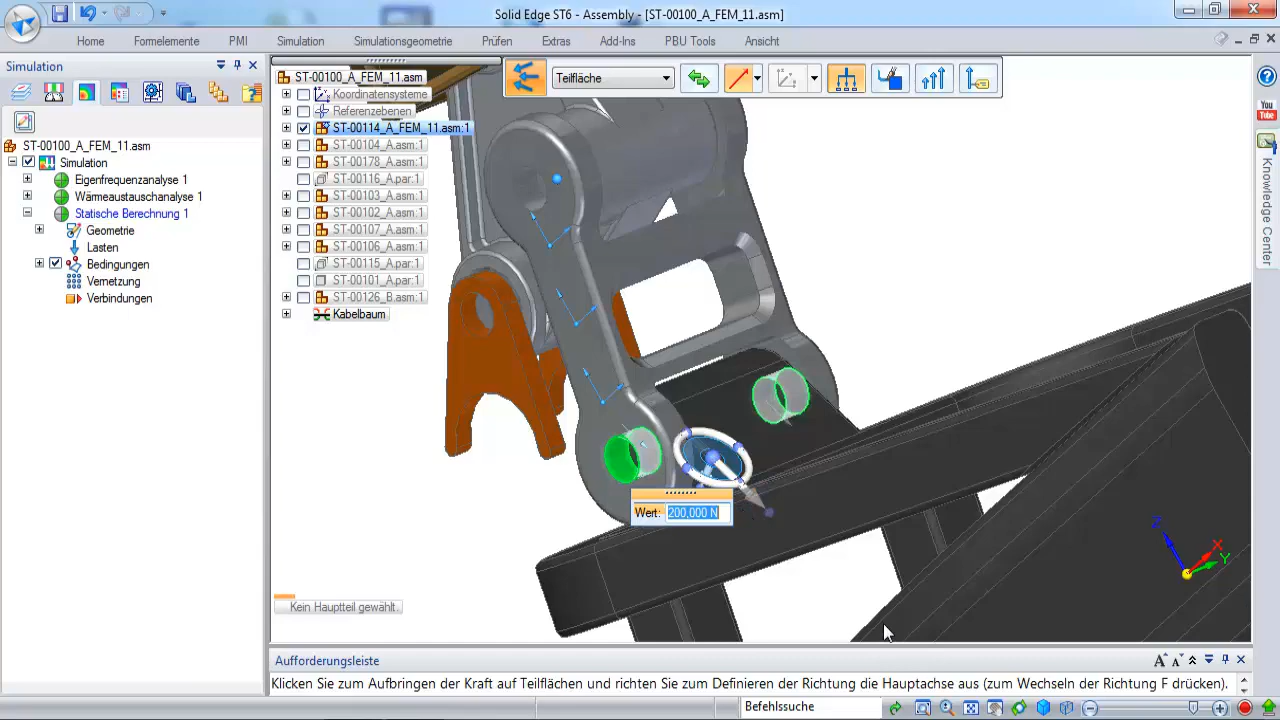 Solid Edge ST6 - Assembly - [ST-00100_A_FEM_11.asm]
Home Formelemente PMI Simulation Simulationsgeometrie Prüfen Extras Add-Ins PBU Tools Ansicht
Simulation
ST-00100_A_FEM_11.asm
Simulation
Eigenfrequenzanalyse 1
Wärmeaustauschanalyse 1
Statische Berechnung 1
Geometrie
Lasten
Bedingungen
Vernetzung
Verbindungen
ST-00100_A_FEM_11.asm
Koordinatensysteme
Referenzebenen
ST-00114_A_FEM_11.asm:1
ST-00104_A.asm:1
ST-00178_A.asm:1
ST-00116_A.par:1
ST-00103_A.asm:1
ST-00102_A.asm:1
ST-00107_A.asm:1
ST-00106_A.asm:1
ST-00115_A.par:1
ST-00101_A.par:1
ST-00126_B.asm:1
Kabelbaum
Teilfläche
Wert: 200,000 N
Z
X
Y
Kein Hauptteil gewählt.
You
Tube
Command Finder
Learning Center
Aufforderungsleiste
Klicken Sie zum Aufbringen der Kraft auf Teilflächen und richten Sie zum Definieren der Richtung die Hauptachse aus (zum Wechseln der Richtung F drücken).
Befehlssuche